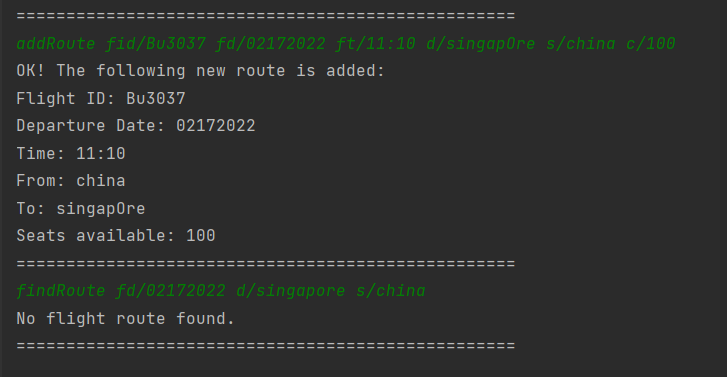 ==================================================
addRoute fid/Bu3037 fd/02172022 ft/11:10 d/singapOre s/china c/100
OK! The following new route is added:
Flight ID: Bu3037
Departure Date: 02172022
Time: 11:10
From: china
To: singapOre
Seats available: 100
==================================================
findRoute fd/02172022 d/singapore s/china
No flight route found.
==================================================